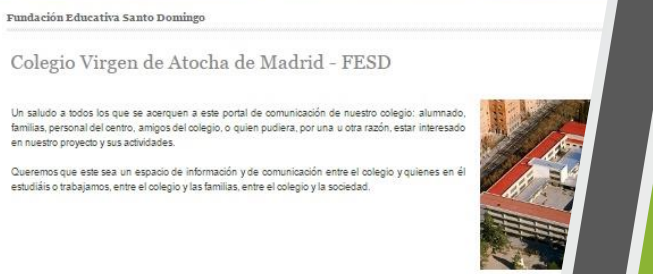 Fundación Educativa Santo Domingo
Colegio Virgen de Atocha de Madrid - FESD
Un saludo a todos los que se acerquen a este portal de comunicación de nuestro colegio: alumnado,
familias, personal del centro, amigos del colegio, o quien pudiera, por una u otra razón, estar interesado
en nuestro proyecto y sus actividades.
Queremos que este sea un espacio de información y de comunicación entre el colegio y quienes en él
estudiáis o trabajamos, entre el colegio y las familias, entre el colegio y la sociedad.